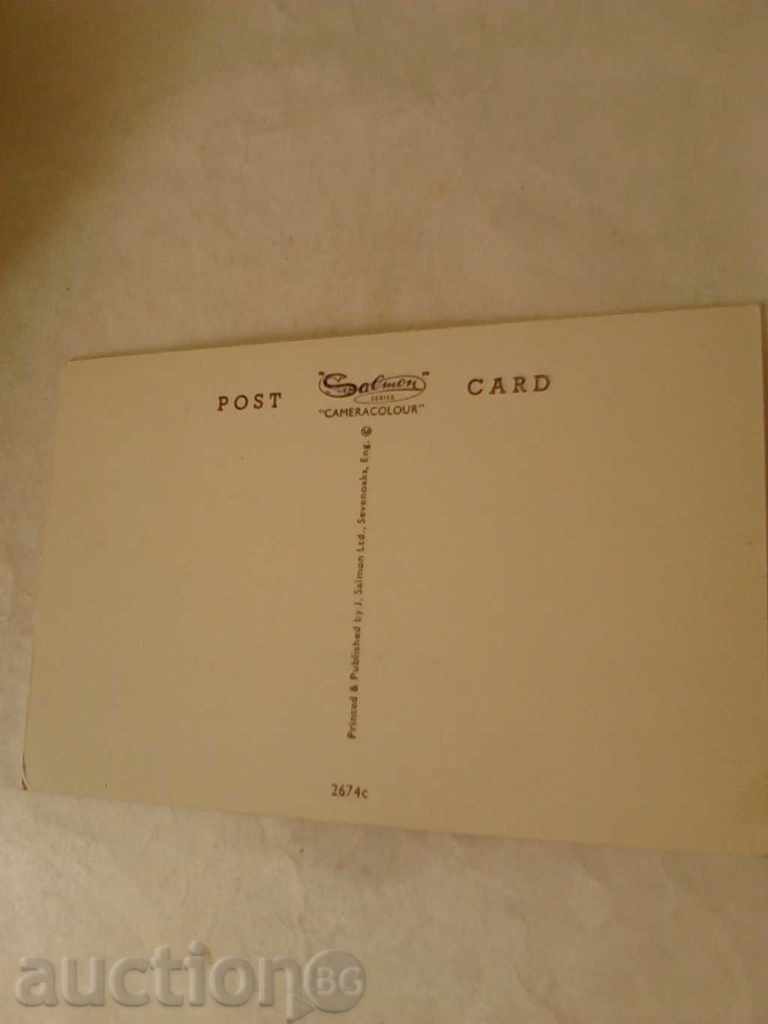 POST "Salmon" CARD
SERIES
"CAMERACOLOUR"
Printed & Published by J. Salmon Ltd., Sevenoaks, Eng. ©
2674c
auctionBG